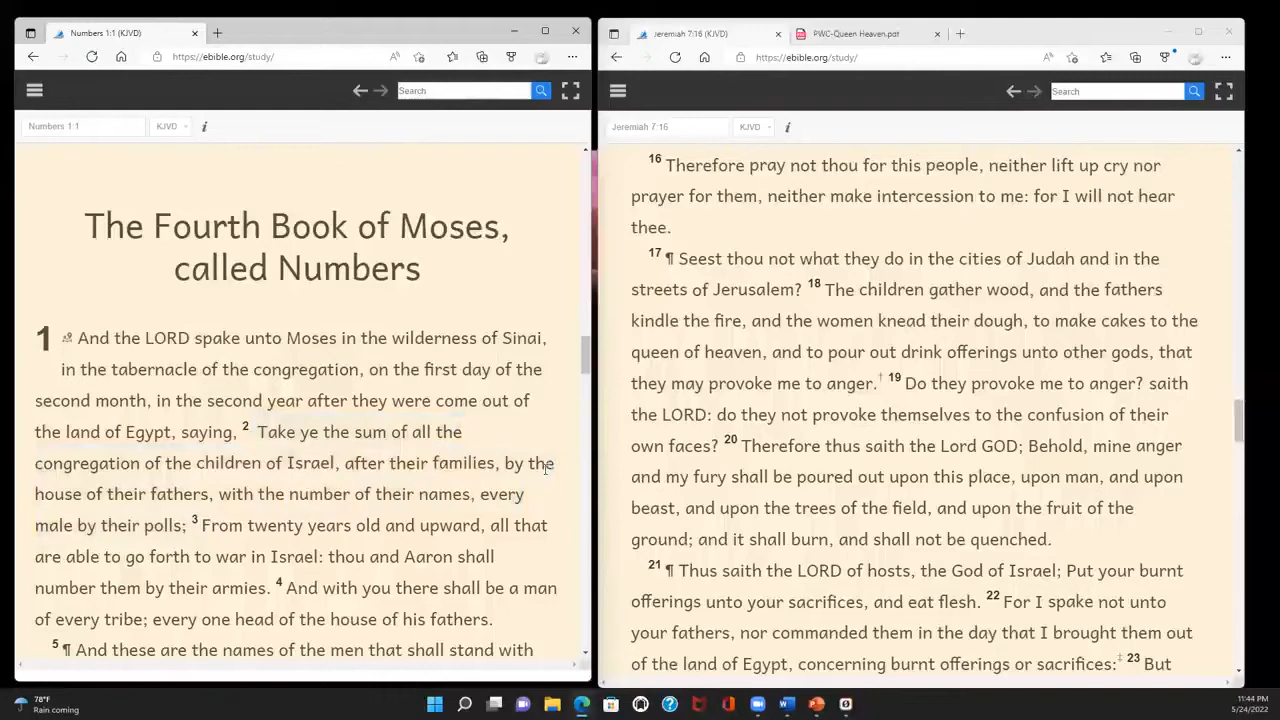 Numbers 1:1 (KJVD)
https://ebible.org/study/
Search
Numbers 1:1
KJVD
The Fourth Book of Moses,
called Numbers
1 And the LORD spake unto Moses in the wilderness of Sinai,
in the tabernacle of the congregation, on the first day of the
second month, in the second year after they were come out of
the land of Egypt, saying, 2 Take ye the sum of all the
congregation of the children of Israel, after their families, by the
house of their fathers, with the number of their names, every
male by their polls; 3 From twenty years old and upward, all that
are able to go forth to war in Israel: thou and Aaron shall
number them by their armies. 4 And with you there shall be a man
of every tribe; every one head of the house of his fathers.
5 ¶ And these are the names of the men that shall stand with
Jeremiah 7:16 (KJVD)
PWC-Queen Heaven.pdf
https://ebible.org/study/
Search
Jeremiah 7:16
KJVD
16 Therefore pray not thou for this people, neither lift up cry nor
prayer for them, neither make intercession to me: for I will not hear
thee.
17 ¶ Seest thou not what they do in the cities of Judah and in the
streets of Jerusalem? 18 The children gather wood, and the fathers
kindle the fire, and the women knead their dough, to make cakes to the
queen of heaven, and to pour out drink offerings unto other gods, that
they may provoke me to anger.† 19 Do they provoke me to anger? saith
the LORD: do they not provoke themselves to the confusion of their
own faces? 20 Therefore thus saith the Lord GOD; Behold, mine anger
and my fury shall be poured out upon this place, upon man, and upon
beast, and upon the trees of the field, and upon the fruit of the
ground; and it shall burn, and shall not be quenched.
21 ¶ Thus saith the LORD of hosts, the God of Israel; Put your burnt
offerings unto your sacrifices, and eat flesh. 22 For I spake not unto
your fathers, nor commanded them in the day that I brought them out
of the land of Egypt, concerning burnt offerings or sacrifices:‡ 23 But
78°F
Rain coming
11:44 PM
5/24/2022